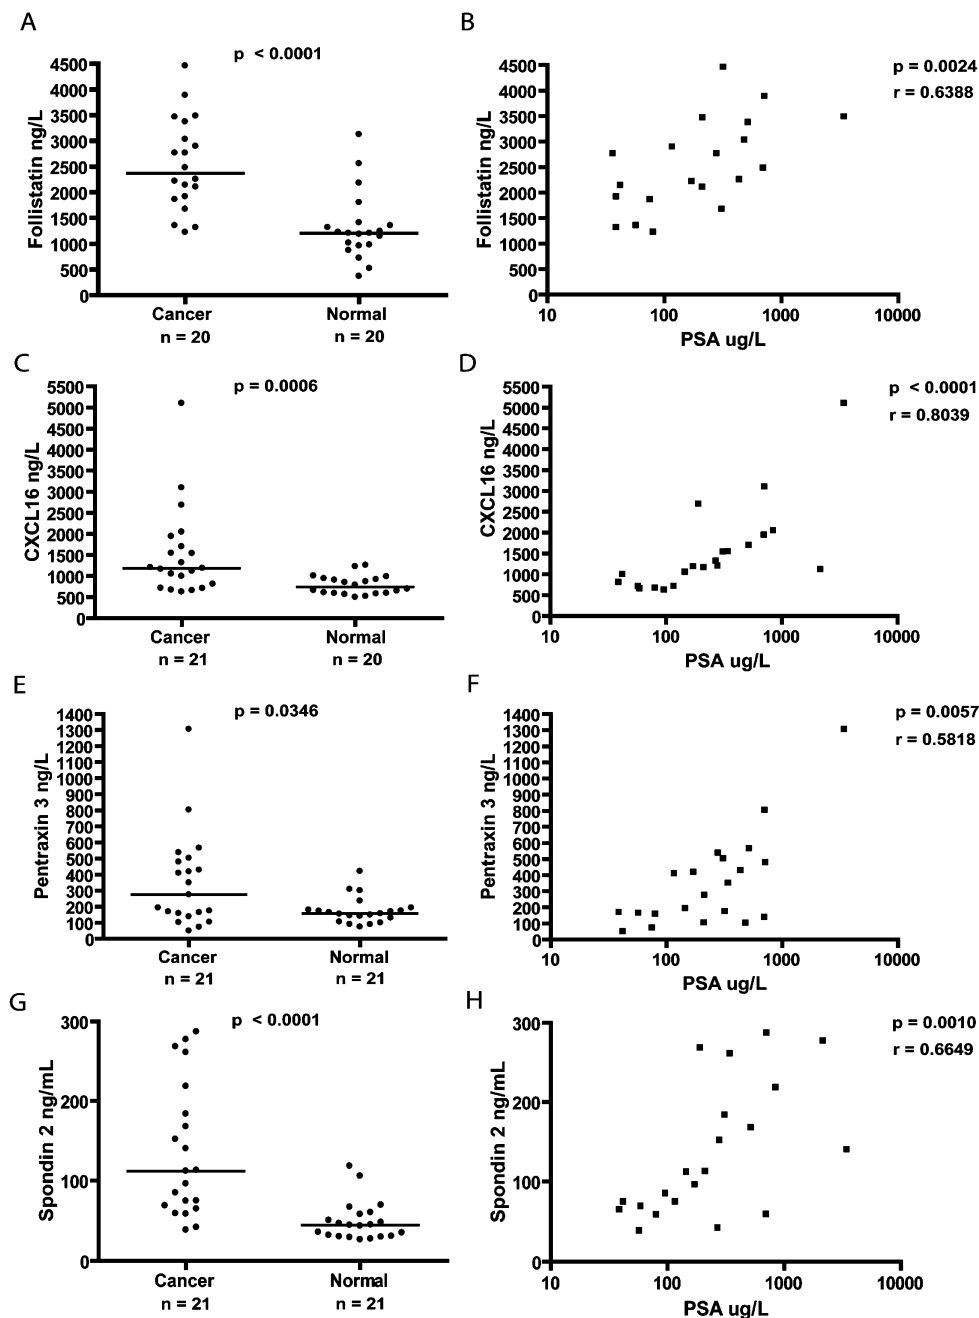 A
p < 0.0001
Follistatin ng/L
4500
4000
3500
3000
2500
2000
1500
1000
500
0
Cancer
Normal
n = 20
n = 20
B
p = 0.0024
r = 0.6388
Follistatin ng/L
4500
4000
3500
3000
2500
2000
1500
1000
500
0
10
100
1000
10000
PSA ug/L
C
p = 0.0006
CXCL16 ng/L
5500
5000
4500
4000
3500
3000
2500
2000
1500
1000
500
0
Cancer
Normal
n = 21
n = 20
D
p < 0.0001
r = 0.8039
CXCL16 ng/L
5500
5000
4500
4000
3500
3000
2500
2000
1500
1000
500
0
10
100
1000
10000
PSA ug/L
E
p = 0.0346
Pentraxin 3 ng/L
1400
1300
1200
1100
1000
900
800
700
600
500
400
300
200
100
0
Cancer
Normal
n = 21
n = 21
F
p = 0.0057
r = 0.5818
Pentraxin 3 ng/L
1400
1300
1200
1100
1000
900
800
700
600
500
400
300
200
100
0
10
100
1000
10000
PSA ug/L
G
p < 0.0001
Spondin 2 ng/mL
300
200
100
0
Cancer
Normal
n = 21
n = 21
H
p = 0.0010
r = 0.6649
Spondin 2 ng/mL
300
200
100
0
10
100
1000
10000
PSA ug/L